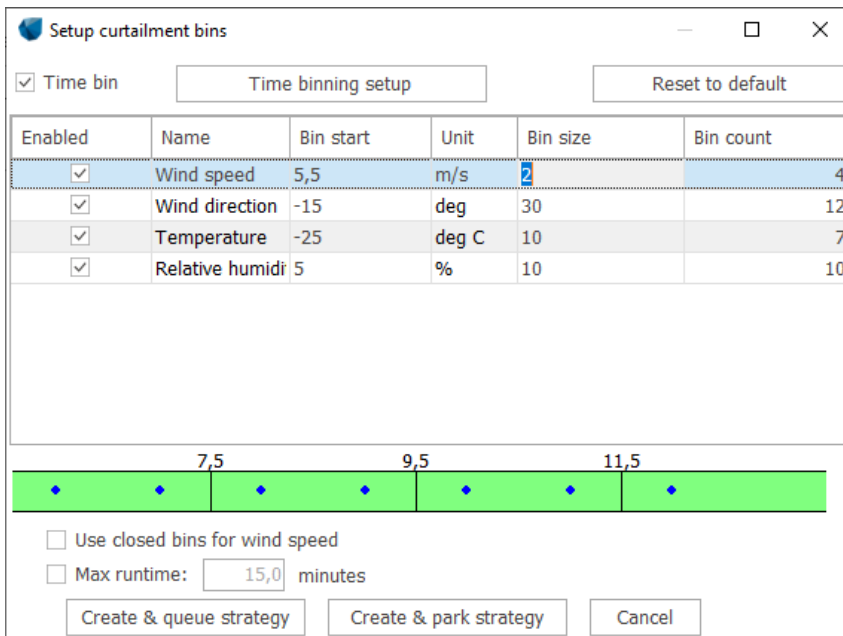 Setup curtailment bins
Time bin Time binning setup Reset to default
Enabled Name Bin start Unit Bin size Bin count
Wind speed 5,5 m/s 2 4
Wind direction -15 deg 30 12
Temperature -25 deg C 10 7
Relative humidi 5 % 10 10
7,5 9,5 11,5
Use closed bins for wind speed
Max runtime: 15,0 minutes
Create & queue strategy Create & park strategy Cancel